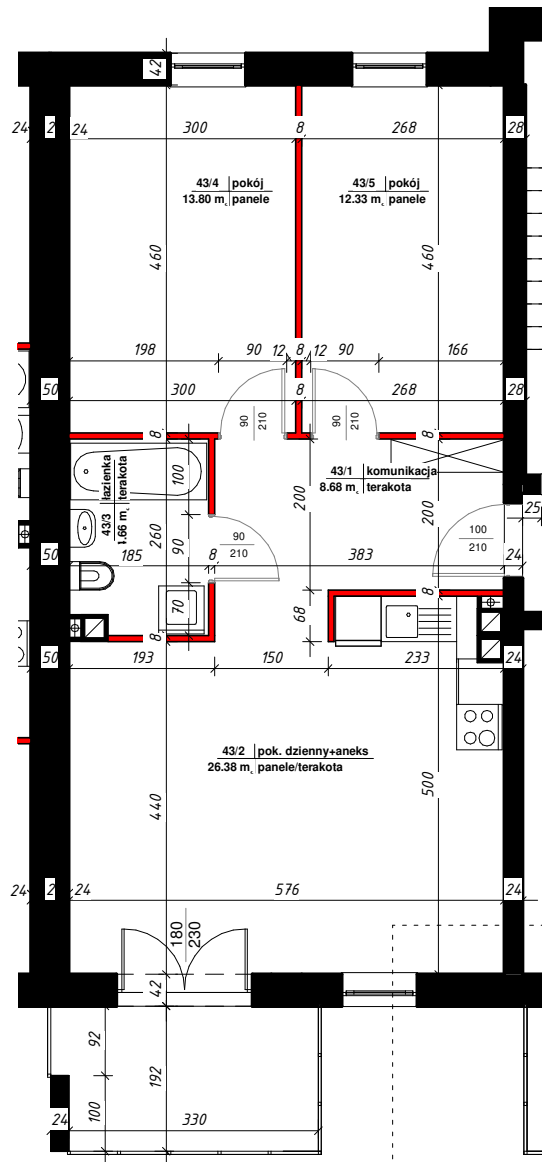 42
24 2 24 300 8 268 28
43/4 pokój
13.80 m² panele
43/5 pokój
12.33 m² panele
460 460
198 90 12 8 12 90 166
50 300 8 268 28
90
210
90
210
8 8 8
100
43/3 łazienka
4.66 m² terakota
43/1 komunikacja
8.68 m² terakota
200 200
260
90
90
210
100
210
25
50 185 8 383 24
70 8 68 8
50 193 150 233 24
43/2 pok. dzienny+aneks
26.38 m² panele/terakota
440 500
24 2 24 576 24
180
230
42
92
192
100
24 330